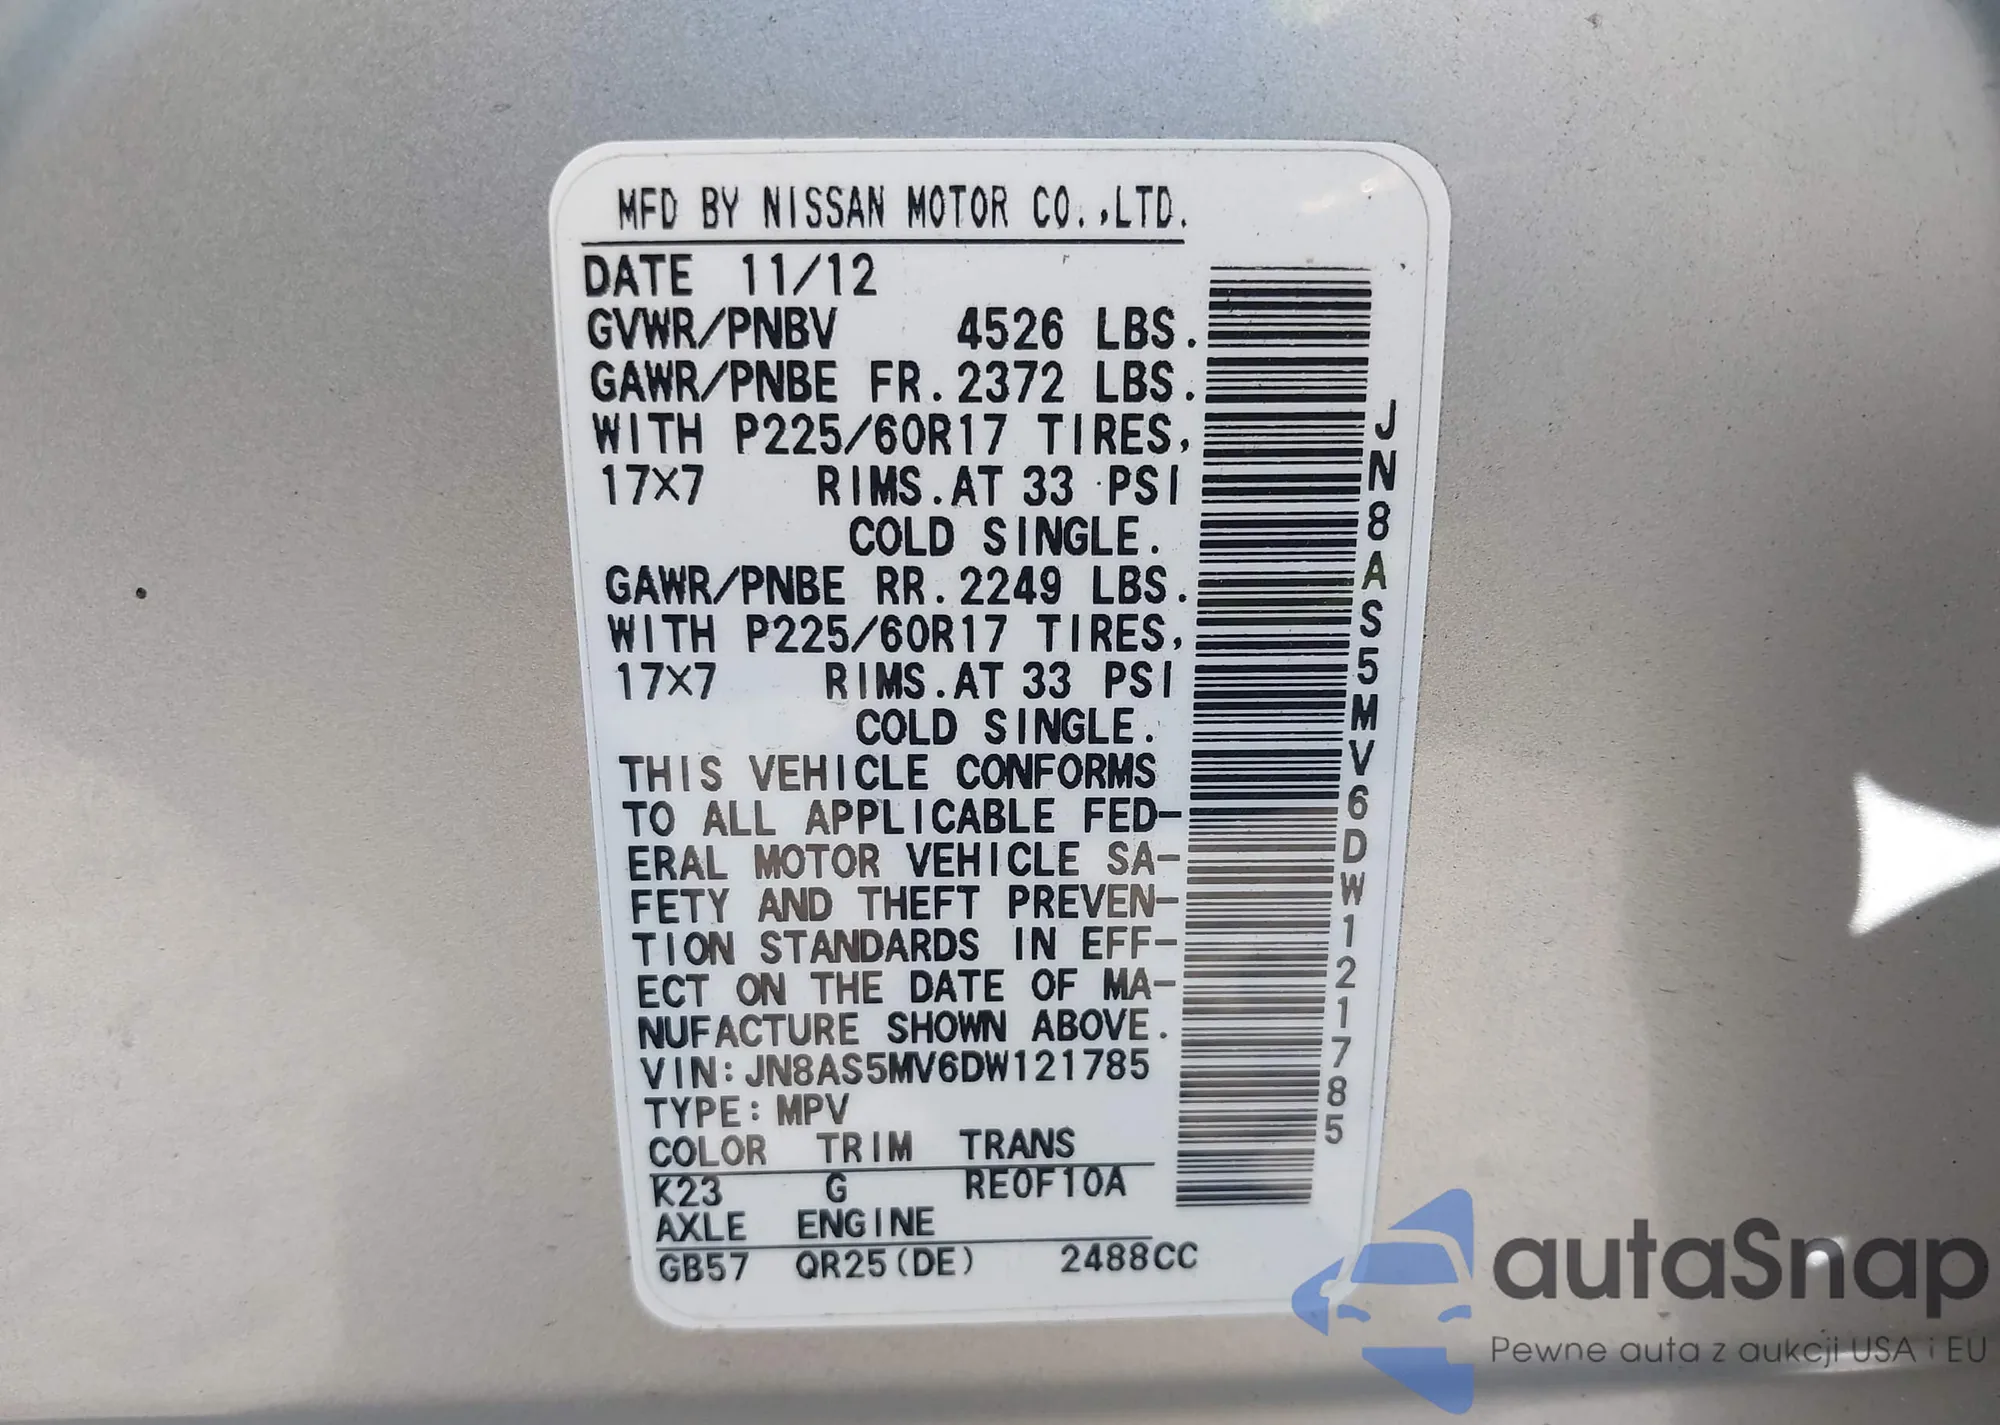 MFD BY NISSAN MOTOR CO.,LTD.
DATE 11/12
GVWR/PNBV 4526 LBS.
GAWR/PNBE FR.2372 LBS.
WITH P225/60R17 TIRES,
17X7 RIMS.AT 33 PSI
COLD SINGLE.
GAWR/PNBE RR.2249 LBS.
WITH P225/60R17 TIRES,
17X7 RIMS.AT 33 PSI
COLD SINGLE.
THIS VEHICLE CONFORMS
TO ALL APPLICABLE FED-
ERAL MOTOR VEHICLE SA-
FETY AND THEFT PREVEN-
TION STANDARDS IN EFF-
ECT ON THE DATE OF MA-
NUFACTURE SHOWN ABOVE.
VIN:JN8AS5MV6DW121785
TYPE:MPV
COLOR TRIM TRANS
K23 G RE0F10A
AXLE ENGINE
GB57 QR25(DE) 2488CC
JN8AS5MV6DW121785
autaSnap
Pewne auta z aukcji USA i EU